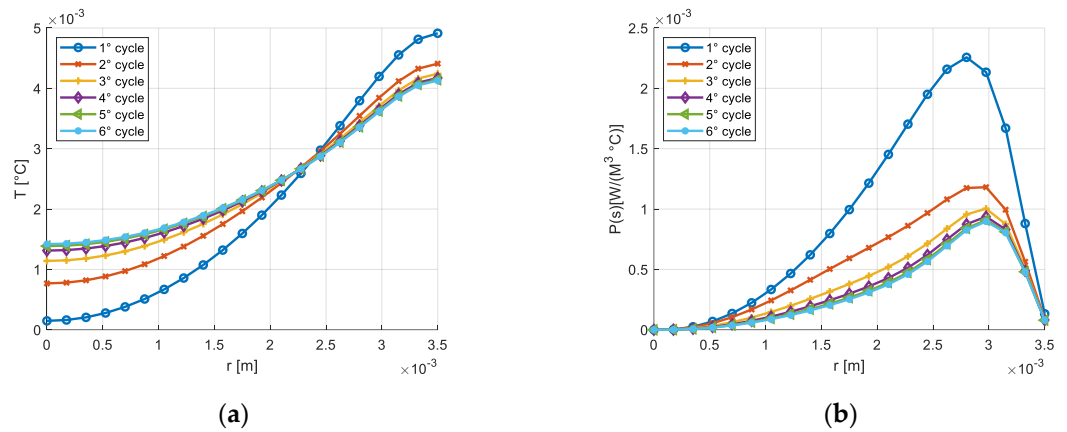 ×10⁻³
5
4
3
2
1
0
T [°C]
1° cycle
2° cycle
3° cycle
4° cycle
5° cycle
6° cycle
0 0.5 1 1.5 2 2.5 3 3.5
r [m]
×10⁻³
(a)
×10⁻³
2.5
2
1.5
1
0.5
0
P(s)[W/(M³ °C)]
1° cycle
2° cycle
3° cycle
4° cycle
5° cycle
6° cycle
0 0.5 1 1.5 2 2.5 3 3.5
r [m]
×10⁻³
(b)